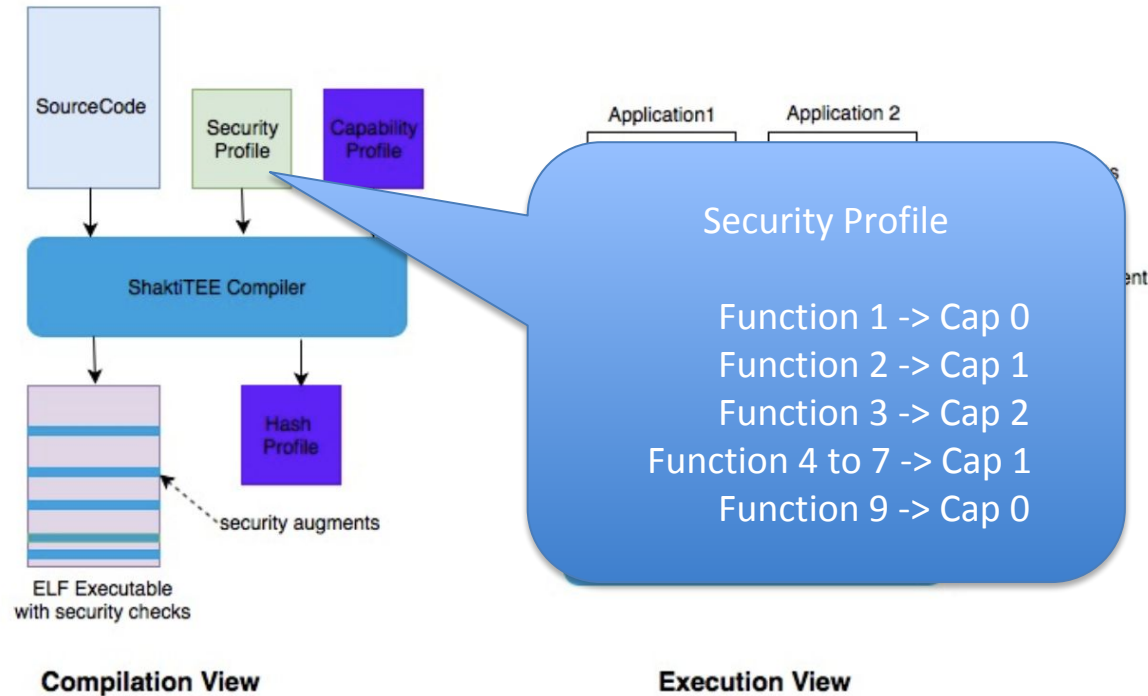 SourceCode
Security
Profile
Capability
Profile
ShaktiTEE Compiler
Hash
Profile
security augments
ELF Executable
with security checks
Compilation View
Application1
Application 2
Security Profile
Function 1 -> Cap 0
Function 2 -> Cap 1
Function 3 -> Cap 2
Function 4 to 7 -> Cap 1
Function 9 -> Cap 0
Execution View